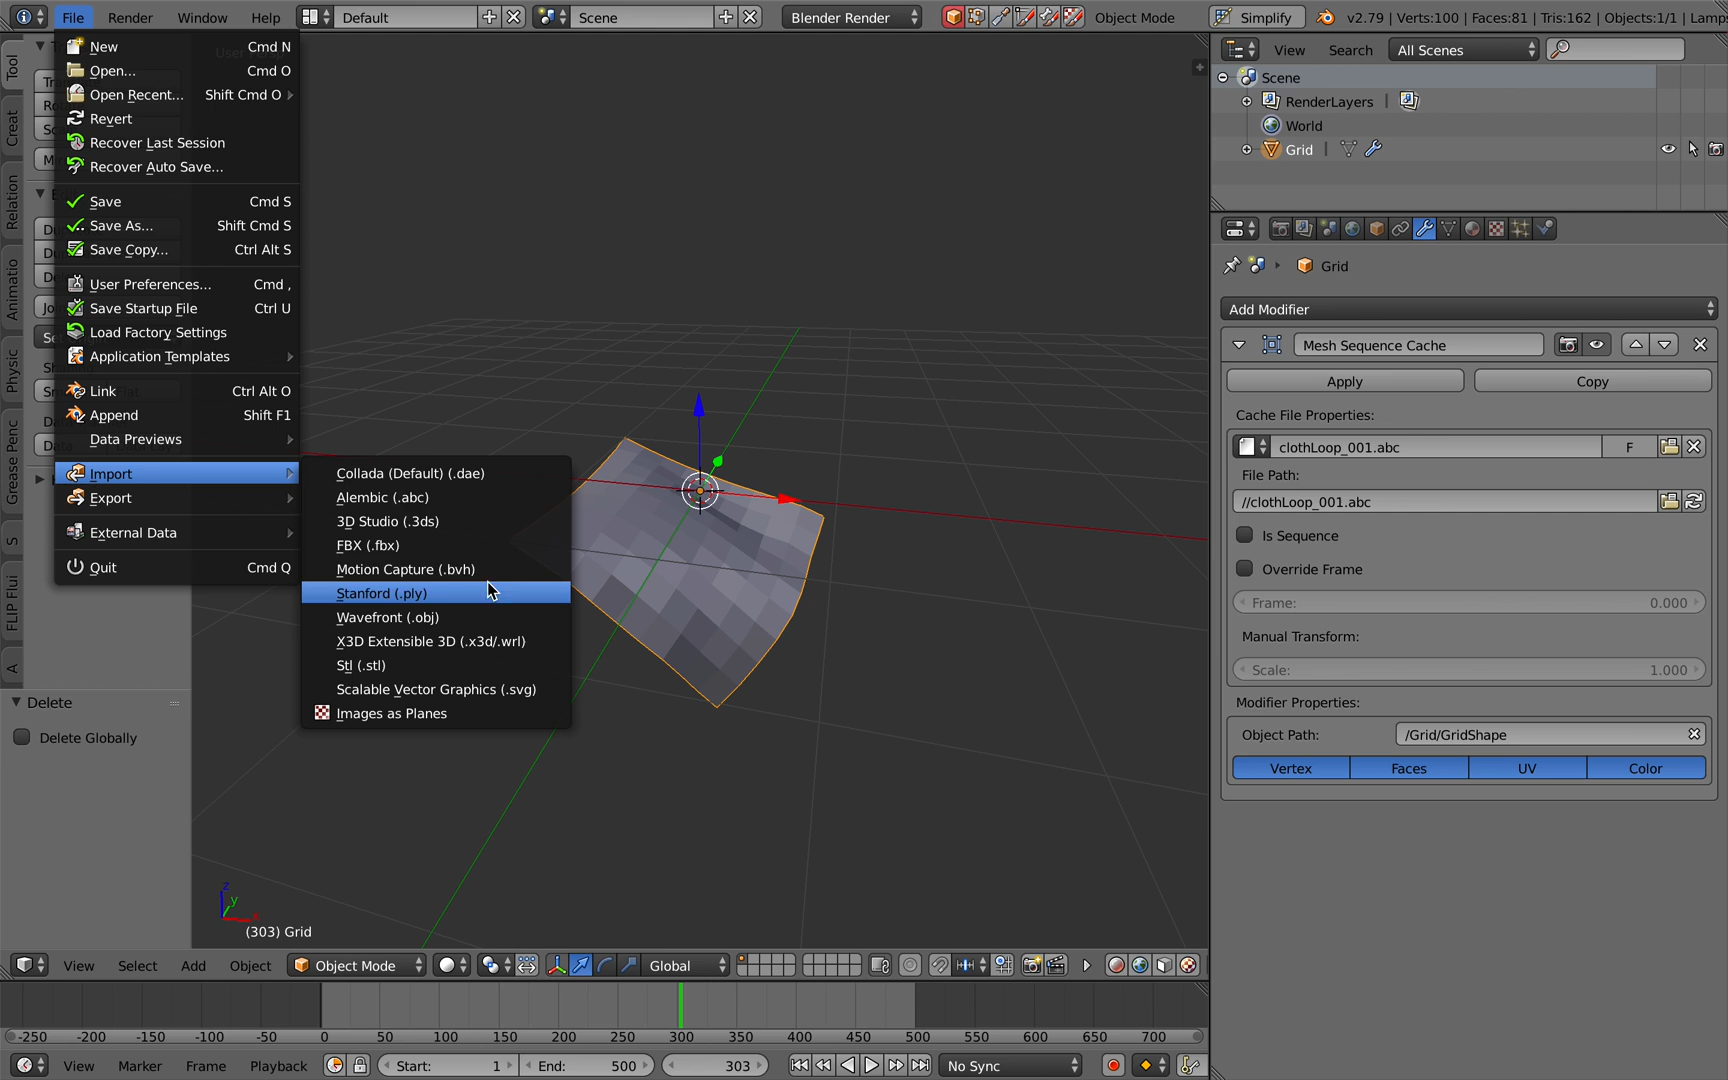 File Render Window Help Default Scene Blender Render Object Mode Simplify v2.79 | Verts:100 | Faces:81 | Tris:162 | Objects:1/1 | Lamp:
New Cmd N
Open... Cmd O
Open Recent... Shift Cmd O
Revert
Recover Last Session
Recover Auto Save...
Save Cmd S
Save As... Shift Cmd S
Save Copy... Ctrl Alt S
User Preferences... Cmd ,
Save Startup File Ctrl U
Load Factory Settings
Application Templates
Link Ctrl Alt O
Append Shift F1
Data Previews
Import
Export
External Data
Quit Cmd Q
Collada (Default) (.dae)
Alembic (.abc)
3D Studio (.3ds)
FBX (.fbx)
Motion Capture (.bvh)
Stanford (.ply)
Wavefront (.obj)
X3D Extensible 3D (.x3d/.wrl)
Stl (.stl)
Scalable Vector Graphics (.svg)
Images as Planes
Tool
Creat
Relation
Animatio
Physic
Grease Penc
S
FLIP Flui
A
Delete
Delete Globally
z
y
x
(303) Grid
View Search All Scenes
Scene
RenderLayers |
World
Grid |
Grid
Add Modifier
Mesh Sequence Cache
Apply Copy
Cache File Properties:
clothLoop_001.abc F
File Path:
//clothLoop_001.abc
Is Sequence
Override Frame
Frame: 0.000
Manual Transform:
Scale: 1.000
Modifier Properties:
Object Path: /Grid/GridShape
Vertex Faces UV Color
View Select Add Object Object Mode Global
-250 -200 -150 -100 -50 0 50 100 150 200 250 300 350 400 450 500 550 600 650 700
View Marker Frame Playback Start: 1 End: 500 303 No Sync